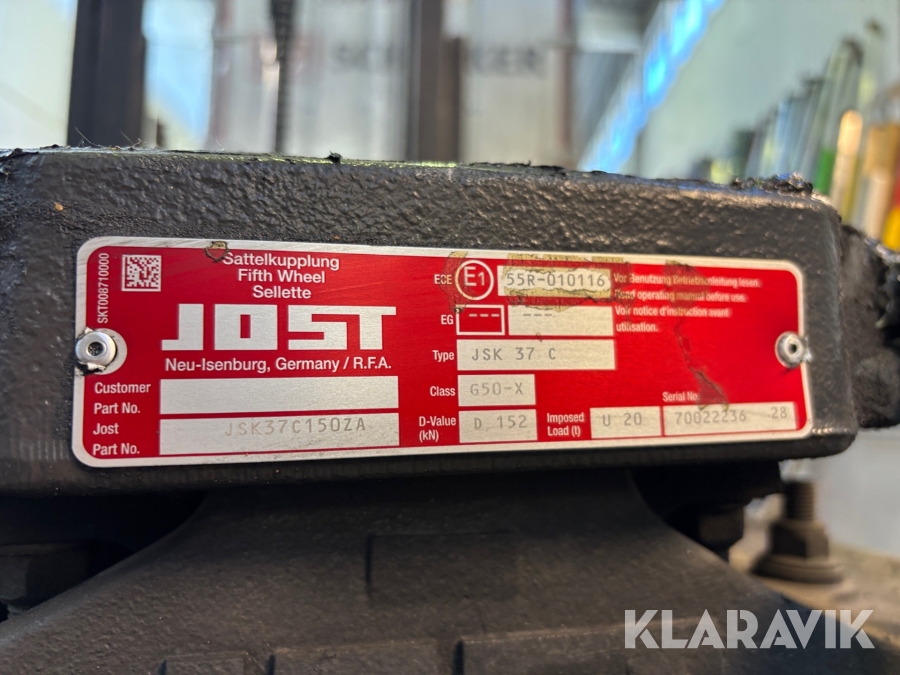 SKT008710000
Sattelkupplung
Fifth Wheel
Sellette
JOST
Neu-Isenburg, Germany / R.F.A.
Customer
Part No.
Jost
Part No.
JSK37C150ZA
ECE E1 55R-010116
EG --- ---
Type JSK 37 C
Class G50-X
D-Value
(kN)
D 152
Imposed
Load (t)
U 20
Serial No
70022236 28
Vor Benutzung Betriebsanleitung lesen.
Read operating manual before use.
Voir notice d'instruction avant
utilisation.
KLARAVIK